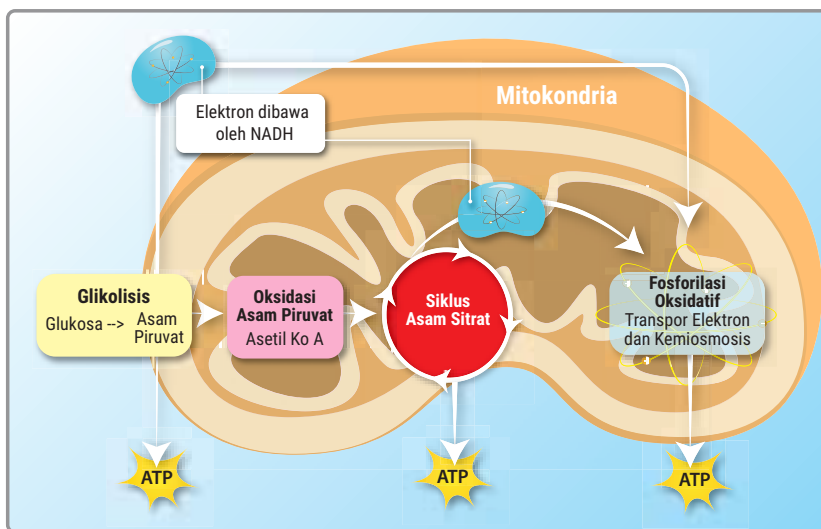 Mitokondria
Elektron dibawa
oleh NADH
Glikolisis
Glukosa --> Asam
Piruvat
Oksidasi
Asam Piruvat
Asetil Ko A
Siklus
Asam Sitrat
Fosforilasi
Oksidatif
Transpor Elektron
dan Kemiosmosis
ATP
ATP
ATP